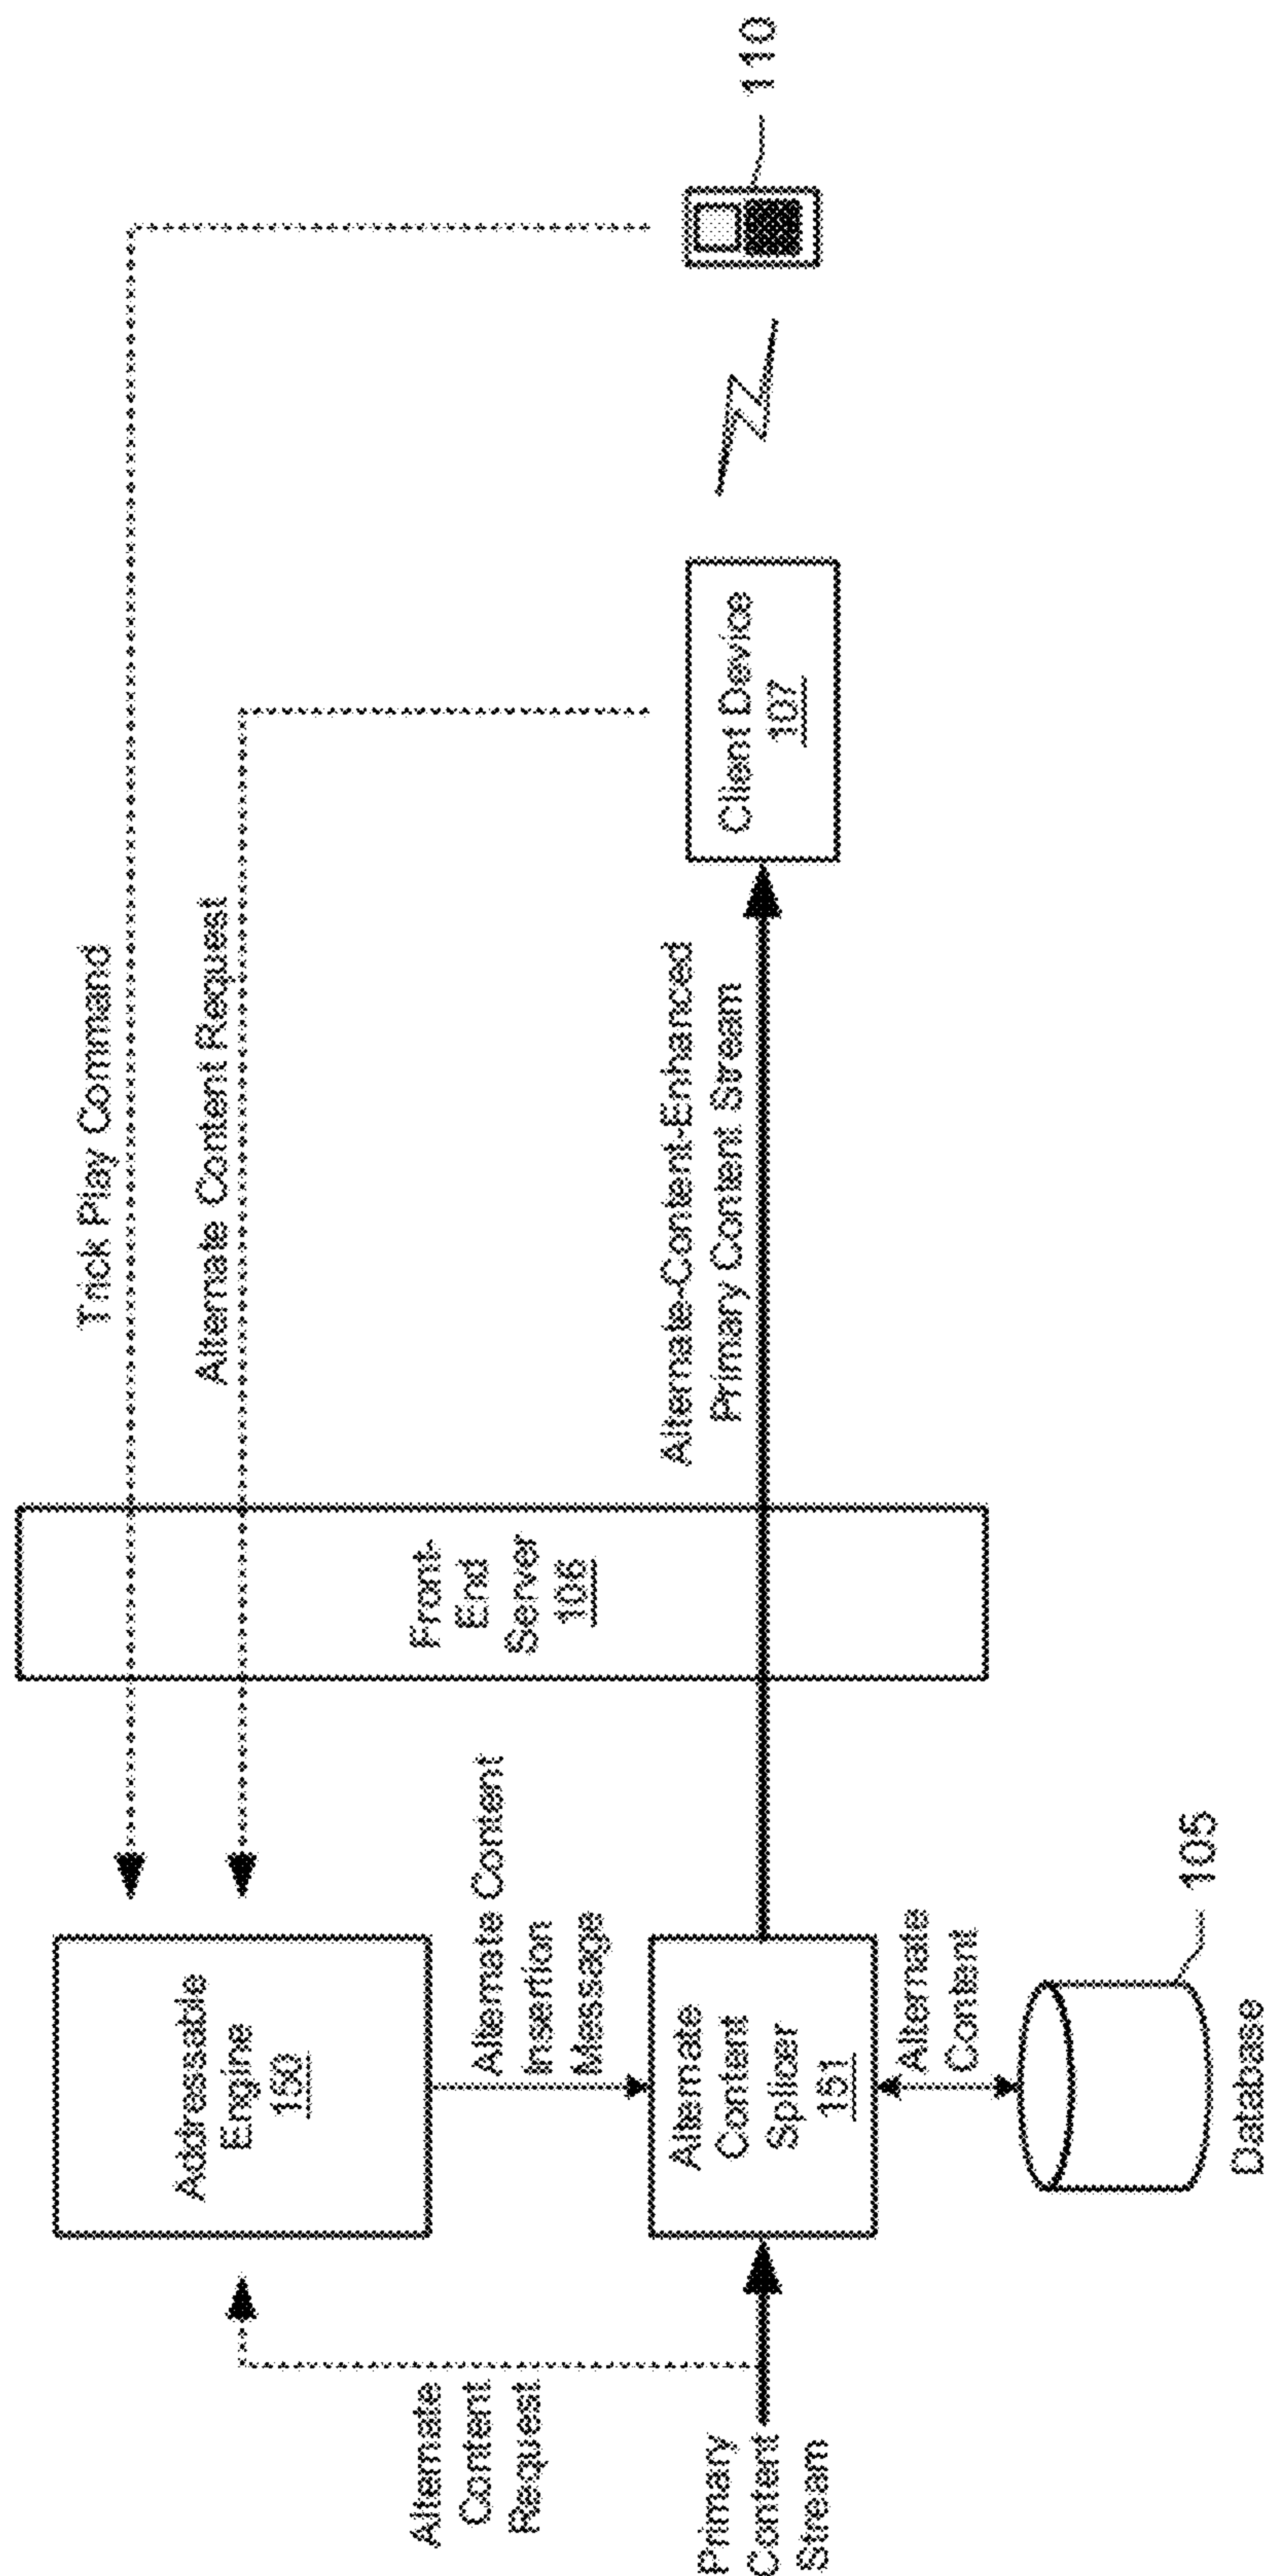 Trick Play Command
Alternate Content Request
Addressable
Engine
150
Front-
End
Server
106
Alternate
Content
Request
Alternate Content
Insertion
Message
Alternate-Content-Enhanced
Primary Content Stream
Primary
Content
Stream
Alternate
Content
Splicer
151
Client Device
107
110
Alternate
Content
105
Database